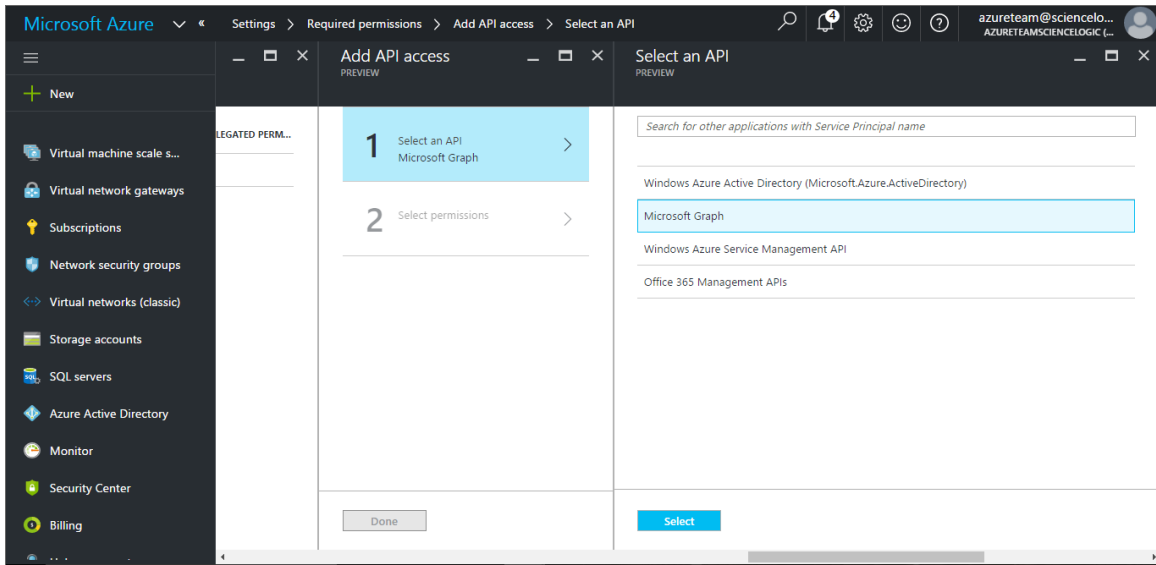 Microsoft Azure
Settings > Required permissions > Add API access > Select an API
4
azureteam@sciencelo...
AZURETEAMSCIENCELOGIC (...
New
Virtual machine scale s...
Virtual network gateways
Subscriptions
Network security groups
Virtual networks (classic)
Storage accounts
SQL servers
Azure Active Directory
Monitor
Security Center
Billing
LEGATED PERM...
Add API access
PREVIEW
1
Select an API
Microsoft Graph
2
Select permissions
Done
Select an API
PREVIEW
Search for other applications with Service Principal name
Windows Azure Active Directory (Microsoft.Azure.ActiveDirectory)
Microsoft Graph
Windows Azure Service Management API
Office 365 Management APIs
Select